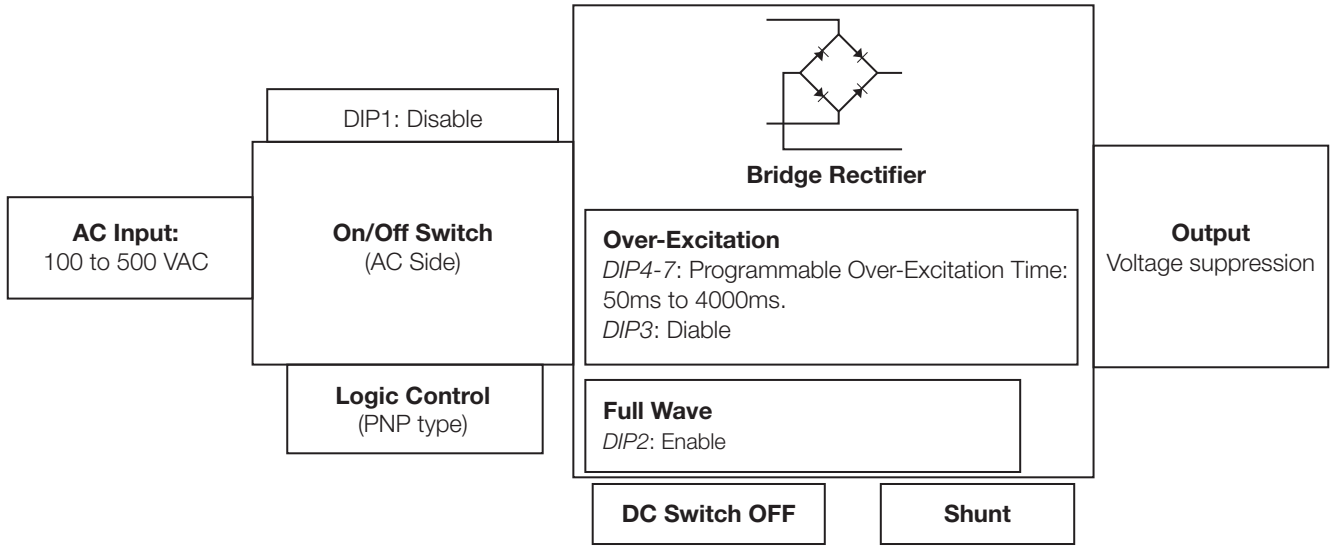 AC Input:
100 to 500 VAC
DIP1: Disable
On/Off Switch
(AC Side)
Logic Control
(PNP type)
Bridge Rectifier
Over-Excitation
DIP4-7: Programmable Over-Excitation Time:
50ms to 4000ms.
DIP3: Diable
Full Wave
DIP2: Enable
DC Switch OFF
Shunt
Output
Voltage suppression